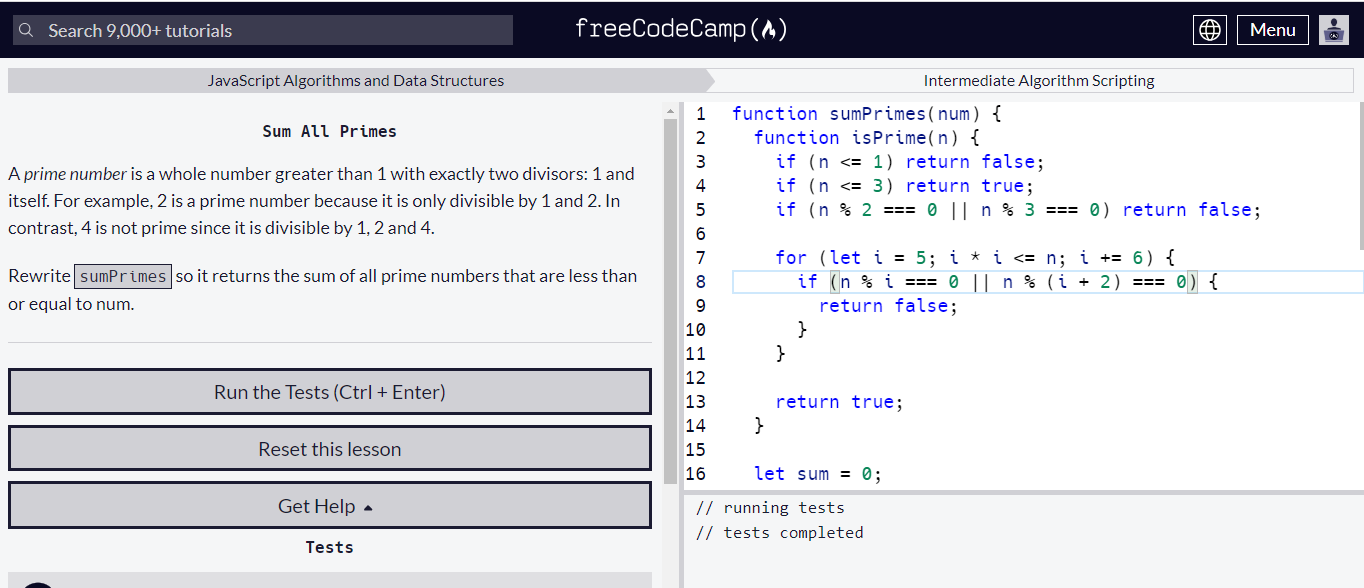 Search 9,000+ tutorials
freeCodeCamp(🔥)
Menu
JavaScript Algorithms and Data Structures
Intermediate Algorithm Scripting
Sum All Primes
A prime number is a whole number greater than 1 with exactly two divisors: 1 and
itself. For example, 2 is a prime number because it is only divisible by 1 and 2. In
contrast, 4 is not prime since it is divisible by 1, 2 and 4.
Rewrite sumPrimes so it returns the sum of all prime numbers that are less than
or equal to num.
Run the Tests (Ctrl + Enter)
Reset this lesson
Get Help
Tests
1 function sumPrimes(num) {
2   function isPrime(n) {
3     if (n <= 1) return false;
4     if (n <= 3) return true;
5     if (n % 2 === 0 || n % 3 === 0) return false;
6
7     for (let i = 5; i * i <= n; i += 6) {
8       if (n % i === 0 || n % (i + 2) === 0) {
9         return false;
10       }
11     }
12
13     return true;
14   }
15
16   let sum = 0;
// running tests
// tests completed